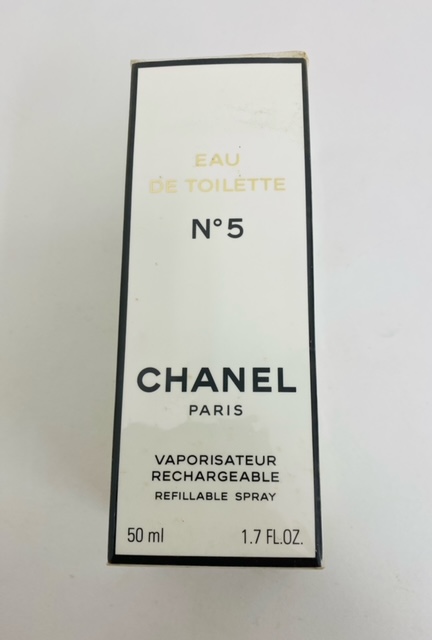 EAU
DE TOILETTE
N°5
CHANEL
PARIS
VAPORISATEUR
RECHARGEABLE
REFILLABLE SPRAY
50 ml 1.7 FL.OZ.